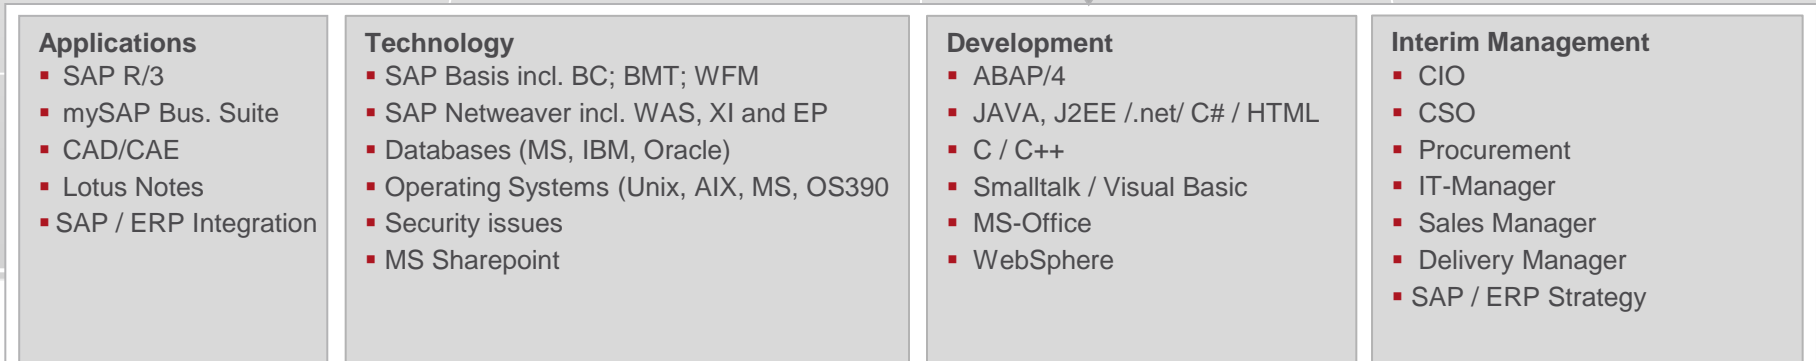 Applications
▪ SAP R/3
▪ mySAP Bus. Suite
▪ CAD/CAE
▪ Lotus Notes
▪ SAP / ERP Integration
Technology
▪ SAP Basis incl. BC; BMT; WFM
▪ SAP Netweaver incl. WAS, XI and EP
▪ Databases (MS, IBM, Oracle)
▪ Operating Systems (Unix, AIX, MS, OS390
▪ Security issues
▪ MS Sharepoint
Development
▪ ABAP/4
▪ JAVA, J2EE /.net/ C# / HTML
▪ C / C++
▪ Smalltalk / Visual Basic
▪ MS-Office
▪ WebSphere
Interim Management
▪ CIO
▪ CSO
▪ Procurement
▪ IT-Manager
▪ Sales Manager
▪ Delivery Manager
▪ SAP / ERP Strategy